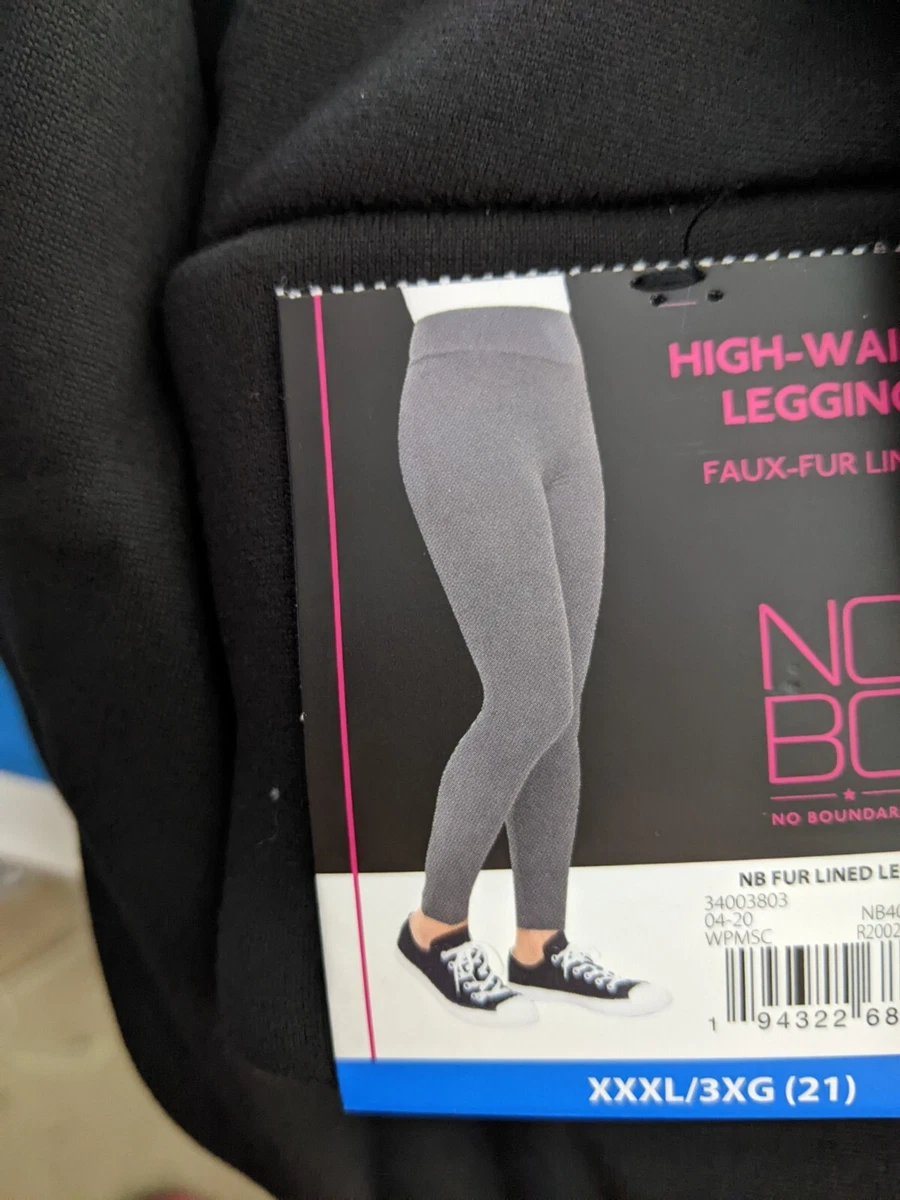 HIGH-WAI
LEGGING
FAUX-FUR LIN
NO
BO
NO BOUNDAR
NB FUR LINED LE
34003803
04-20
NB40
WPMSC
R2002
1 94322 68
XXXL/3XG (21)